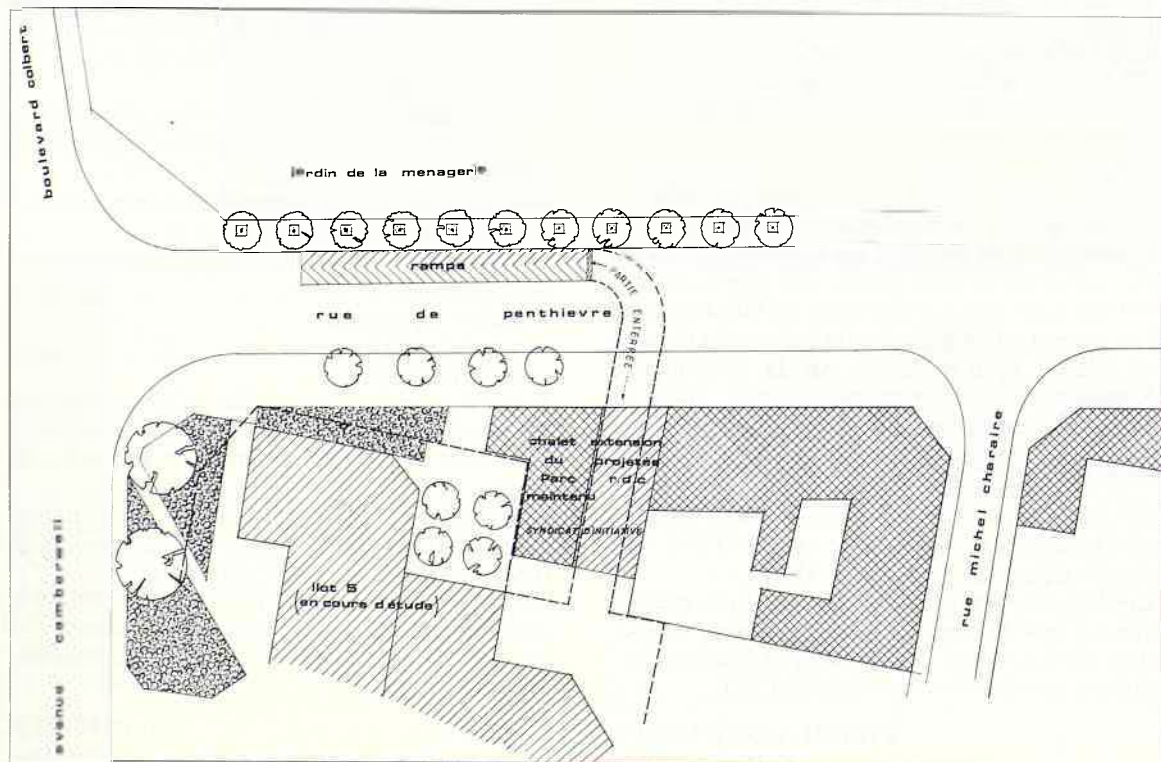 boulevard colbert
jardin de la menagerie
rampe
PARTIE ENTERREE
rue de penthievre
chalet
du
Parc
maintenu
extension
projetée
r.d.c
SYNDICAT D'INITIATIVE
ilot 5
(en cours d'étude)
avenue camberwell
rue michel charaire